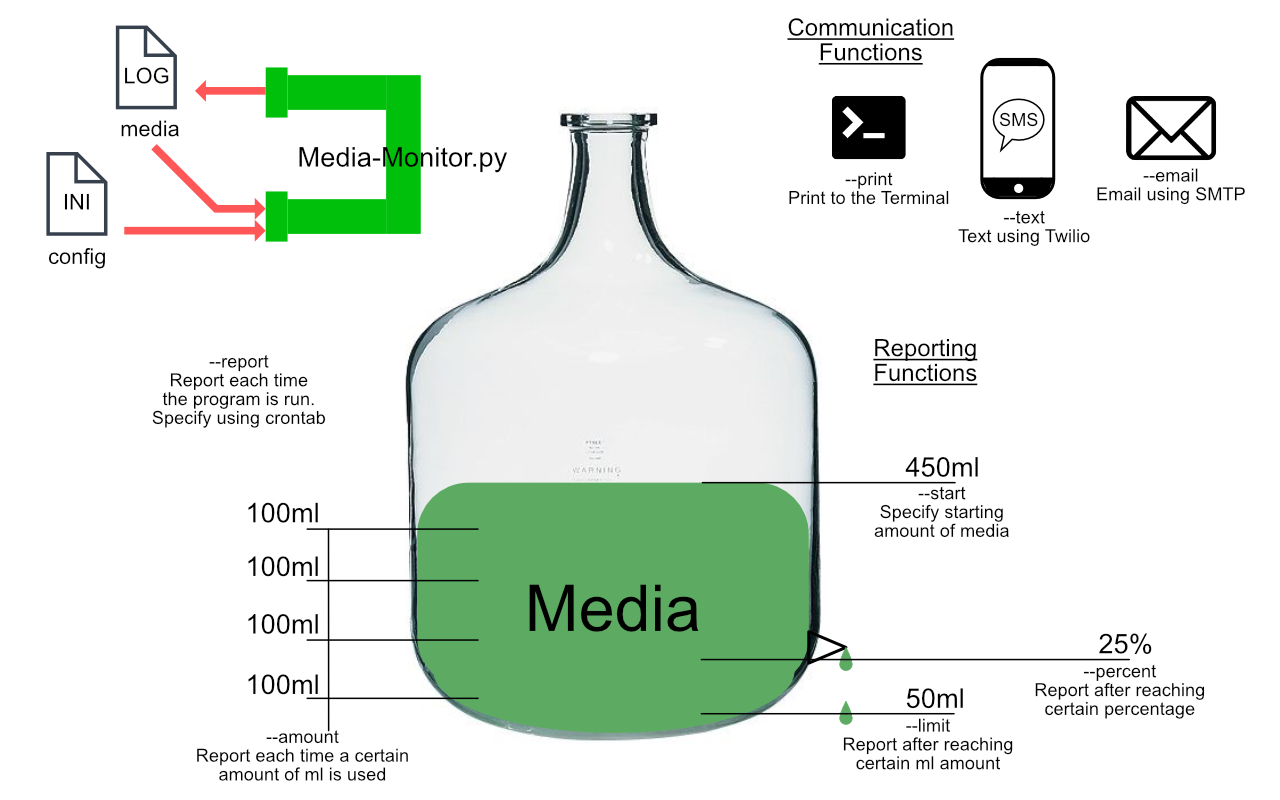 LOG
media
INI
config
Media-Monitor.py
Communication
Functions
--print
Print to the Terminal
SMS
--text
Text using Twilio
--email
Email using SMTP
--report
Report each time
the program is run.
Specify using crontab
Reporting
Functions
WARNING
450ml
--start
Specify starting
amount of media
100ml
100ml
100ml
100ml
--amount
Report each time a certain
amount of ml is used
Media
25%
--percent
Report after reaching
certain percentage
50ml
--limit
Report after reaching
certain ml amount